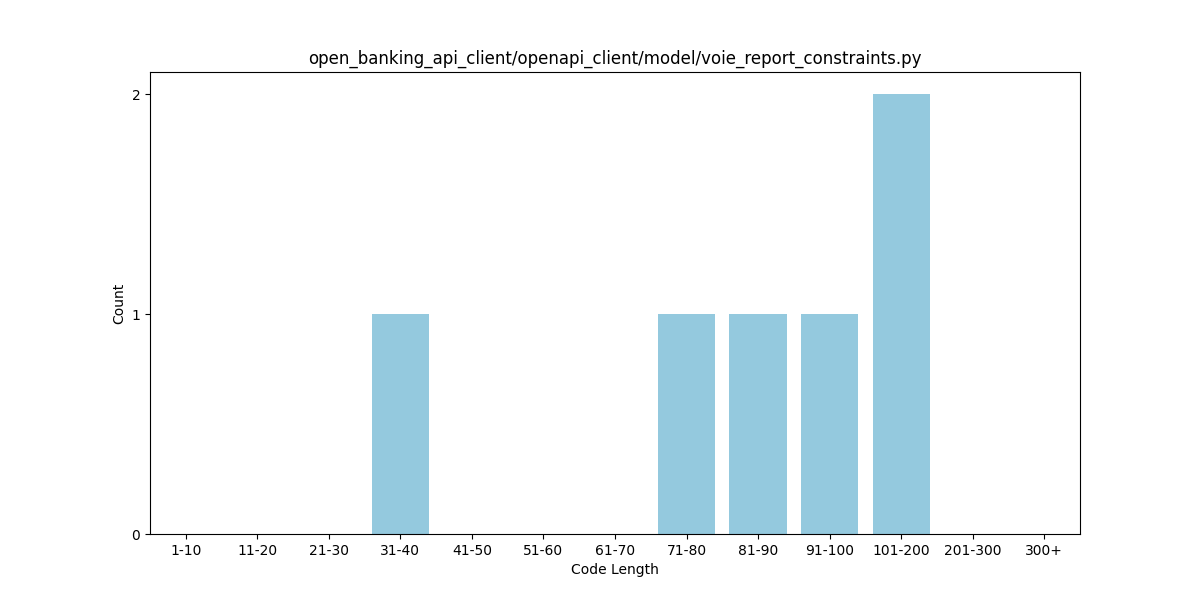 open_banking_api_client/openapi_client/model/voie_report_constraints.py
2
1
0
Count
1-10 11-20 21-30 31-40 41-50 51-60 61-70 71-80 81-90 91-100 101-200 201-300 300+
Code Length